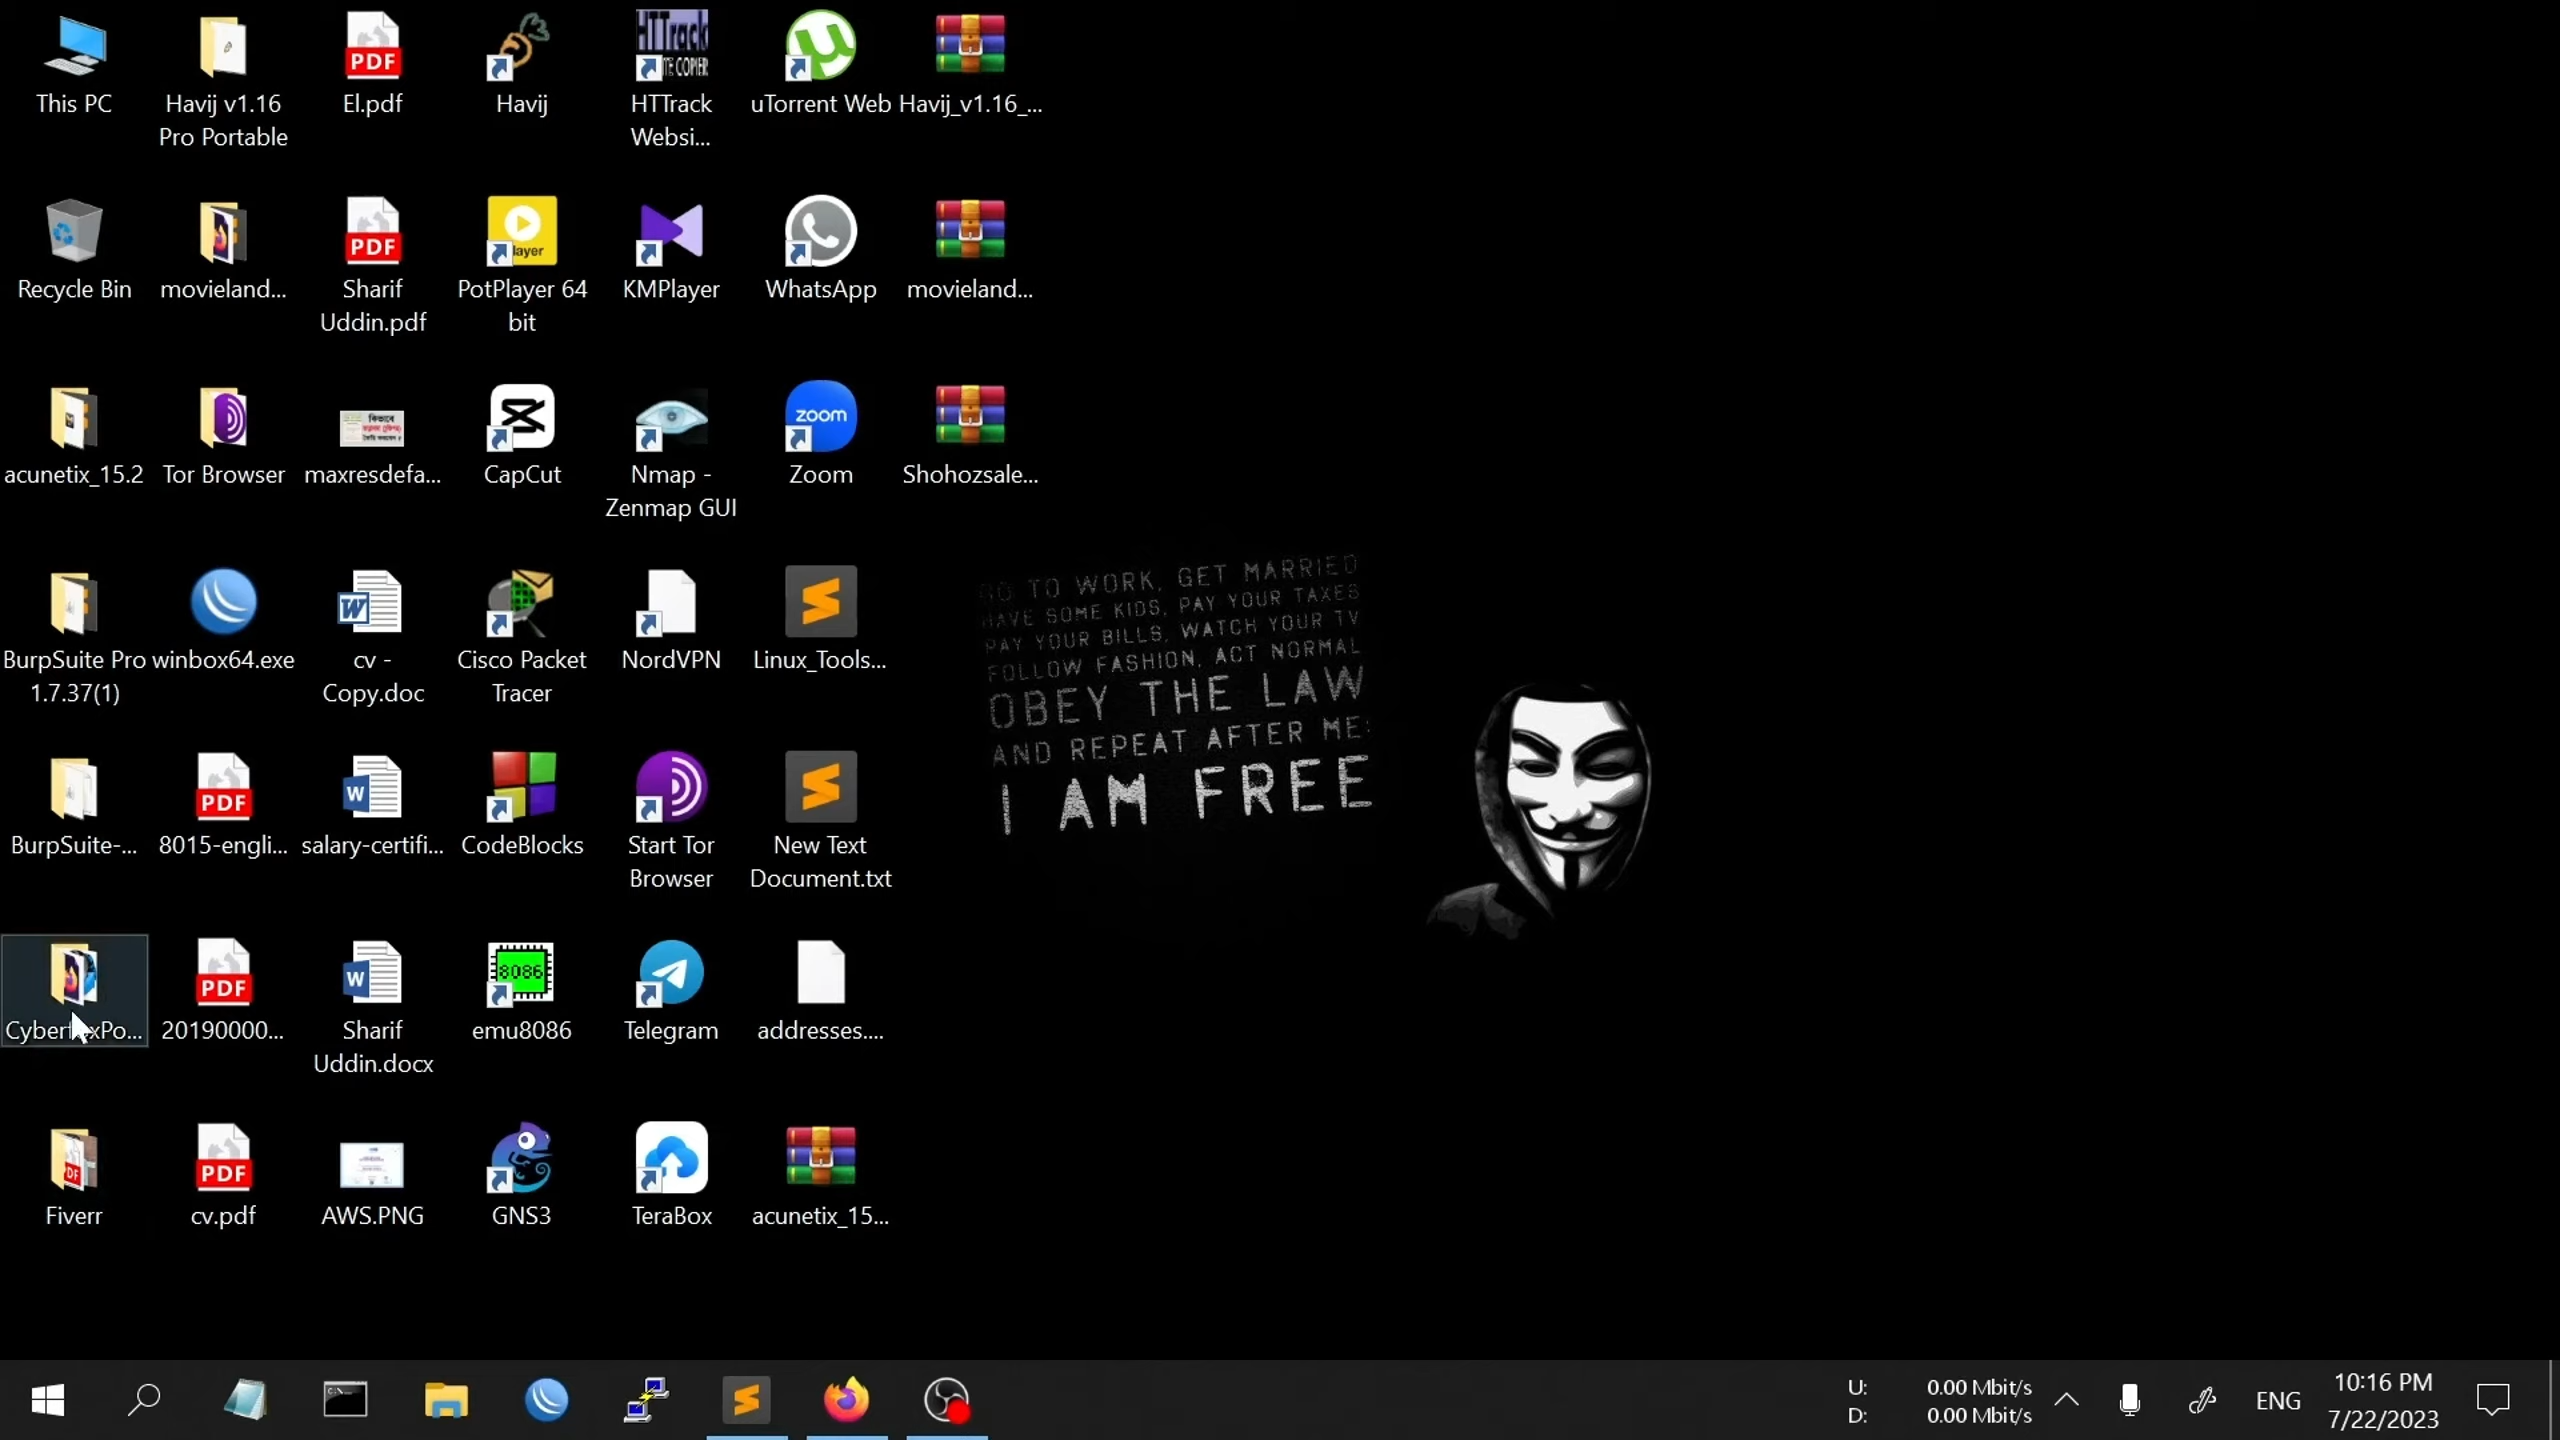 This PC
Havij v1.16
Pro Portable
El.pdf
Havij
HTTrack
Websi...
uTorrent Web
Havij_v1.16_...
Recycle Bin
movieland...
Sharif
Uddin.pdf
PotPlayer 64
bit
KMPlayer
WhatsApp
movieland...
acunetix_15.2
Tor Browser
maxresdefa...
CapCut
Nmap -
Zenmap GUI
zoom
Zoom
Shohozsale...
BurpSuite Pro
1.7.37(1)
winbox64.exe
cv -
Copy.doc
Cisco Packet
Tracer
NordVPN
Linux_Tools...
BurpSuite-...
8015-engli...
salary-certifi...
CodeBlocks
Start Tor
Browser
New Text
Document.txt
20190000...
Sharif
Uddin.docx
8086
emu8086
Telegram
addresses....
Fiverr
cv.pdf
AWS.PNG
GNS3
TeraBox
acunetix_15...
GO TO WORK, GET MARRIED
HAVE SOME KIDS, PAY YOUR TAXES
PAY YOUR BILLS, WATCH YOUR TV
FOLLOW FASHION, ACT NORMAL
OBEY THE LAW
AND REPEAT AFTER ME:
I AM FREE
U: 0.00 Mbit/s
D: 0.00 Mbit/s
ENG
10:16 PM
7/22/2023